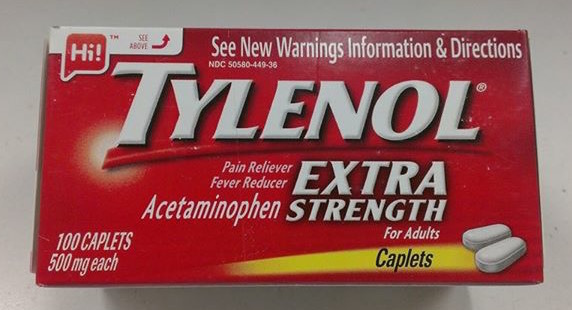 Hi!™
SEE
ABOVE
See New Warnings Information & Directions
NDC 50580-449-36
TYLENOL®
Pain Reliever
Fever Reducer
Acetaminophen
EXTRA
STRENGTH
For Adults
100 CAPLETS
500 mg each
Caplets